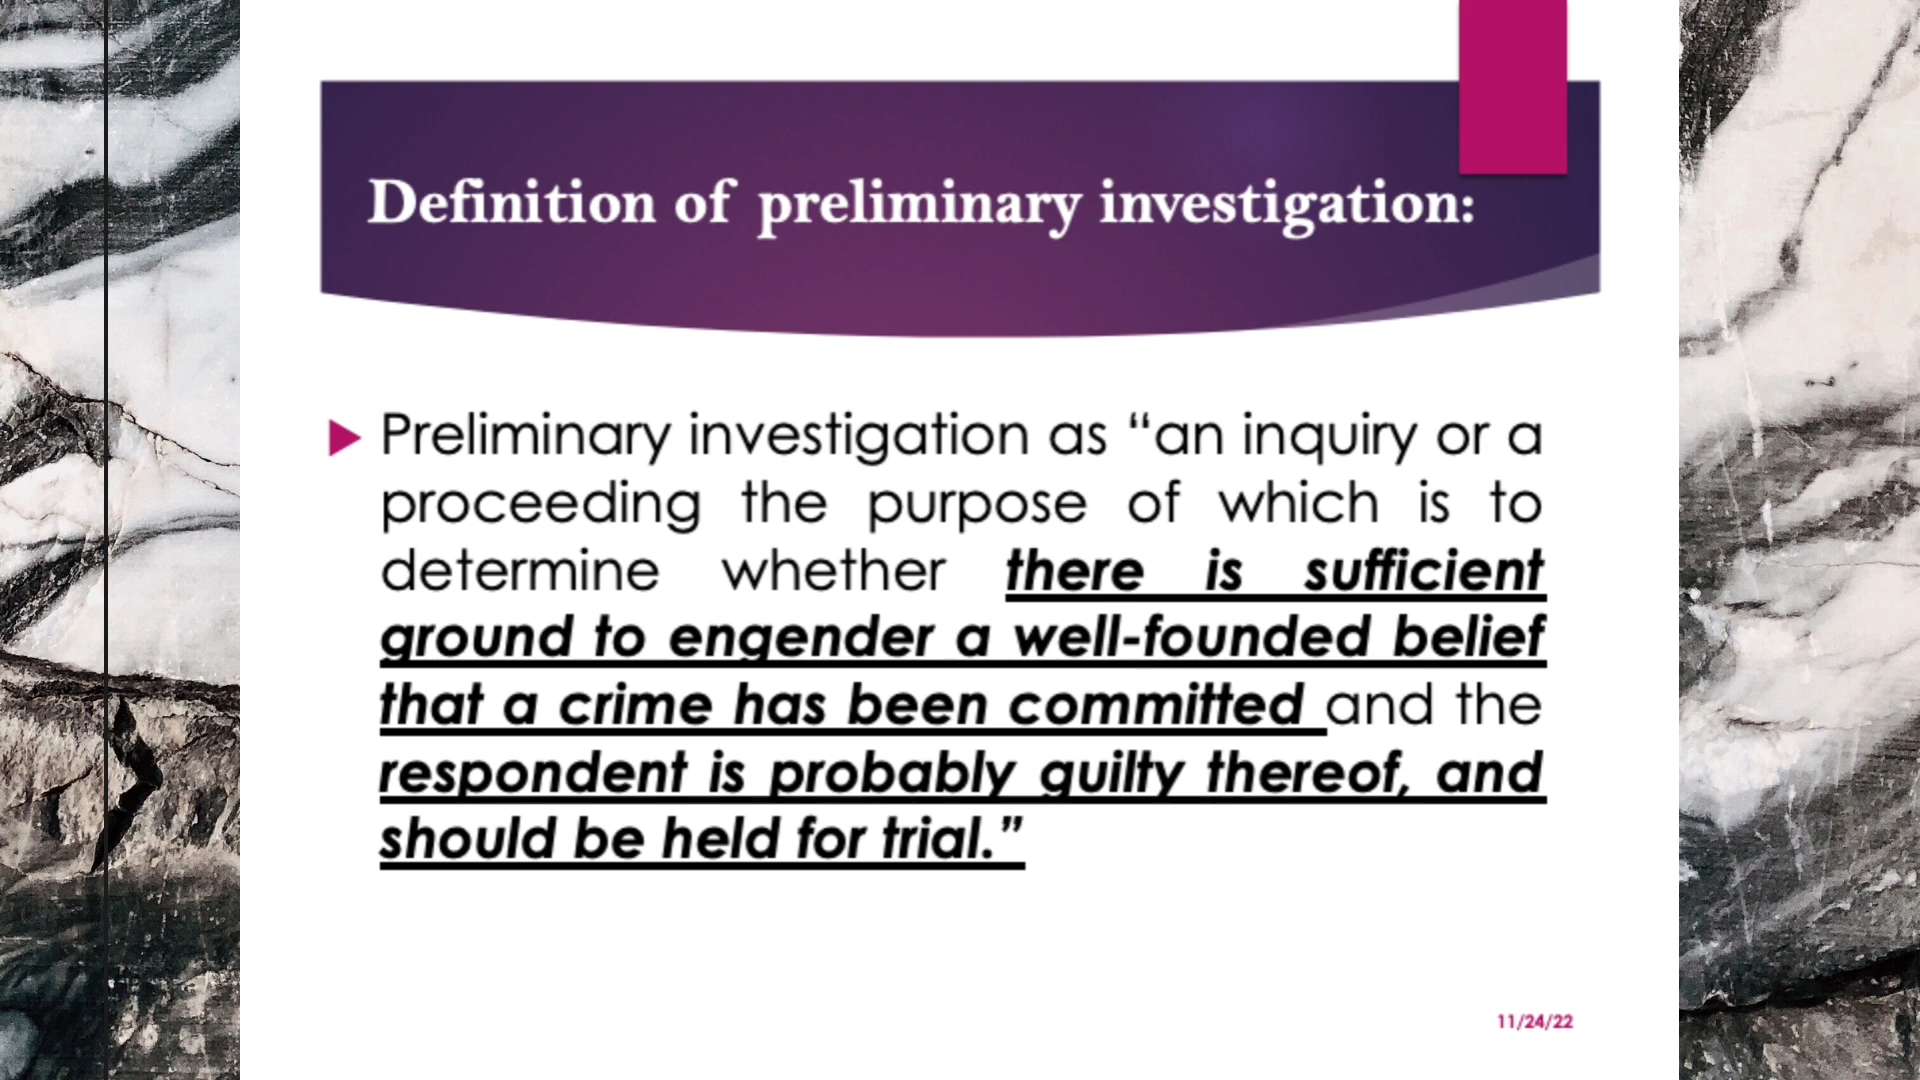 Definition of preliminary investigation:
Preliminary investigation as “an inquiry or a
proceeding the purpose of which is to
determine whether there is sufficient
ground to engender a well-founded belief
that a crime has been committed and the
respondent is probably guilty thereof, and
should be held for trial.”
11/24/22